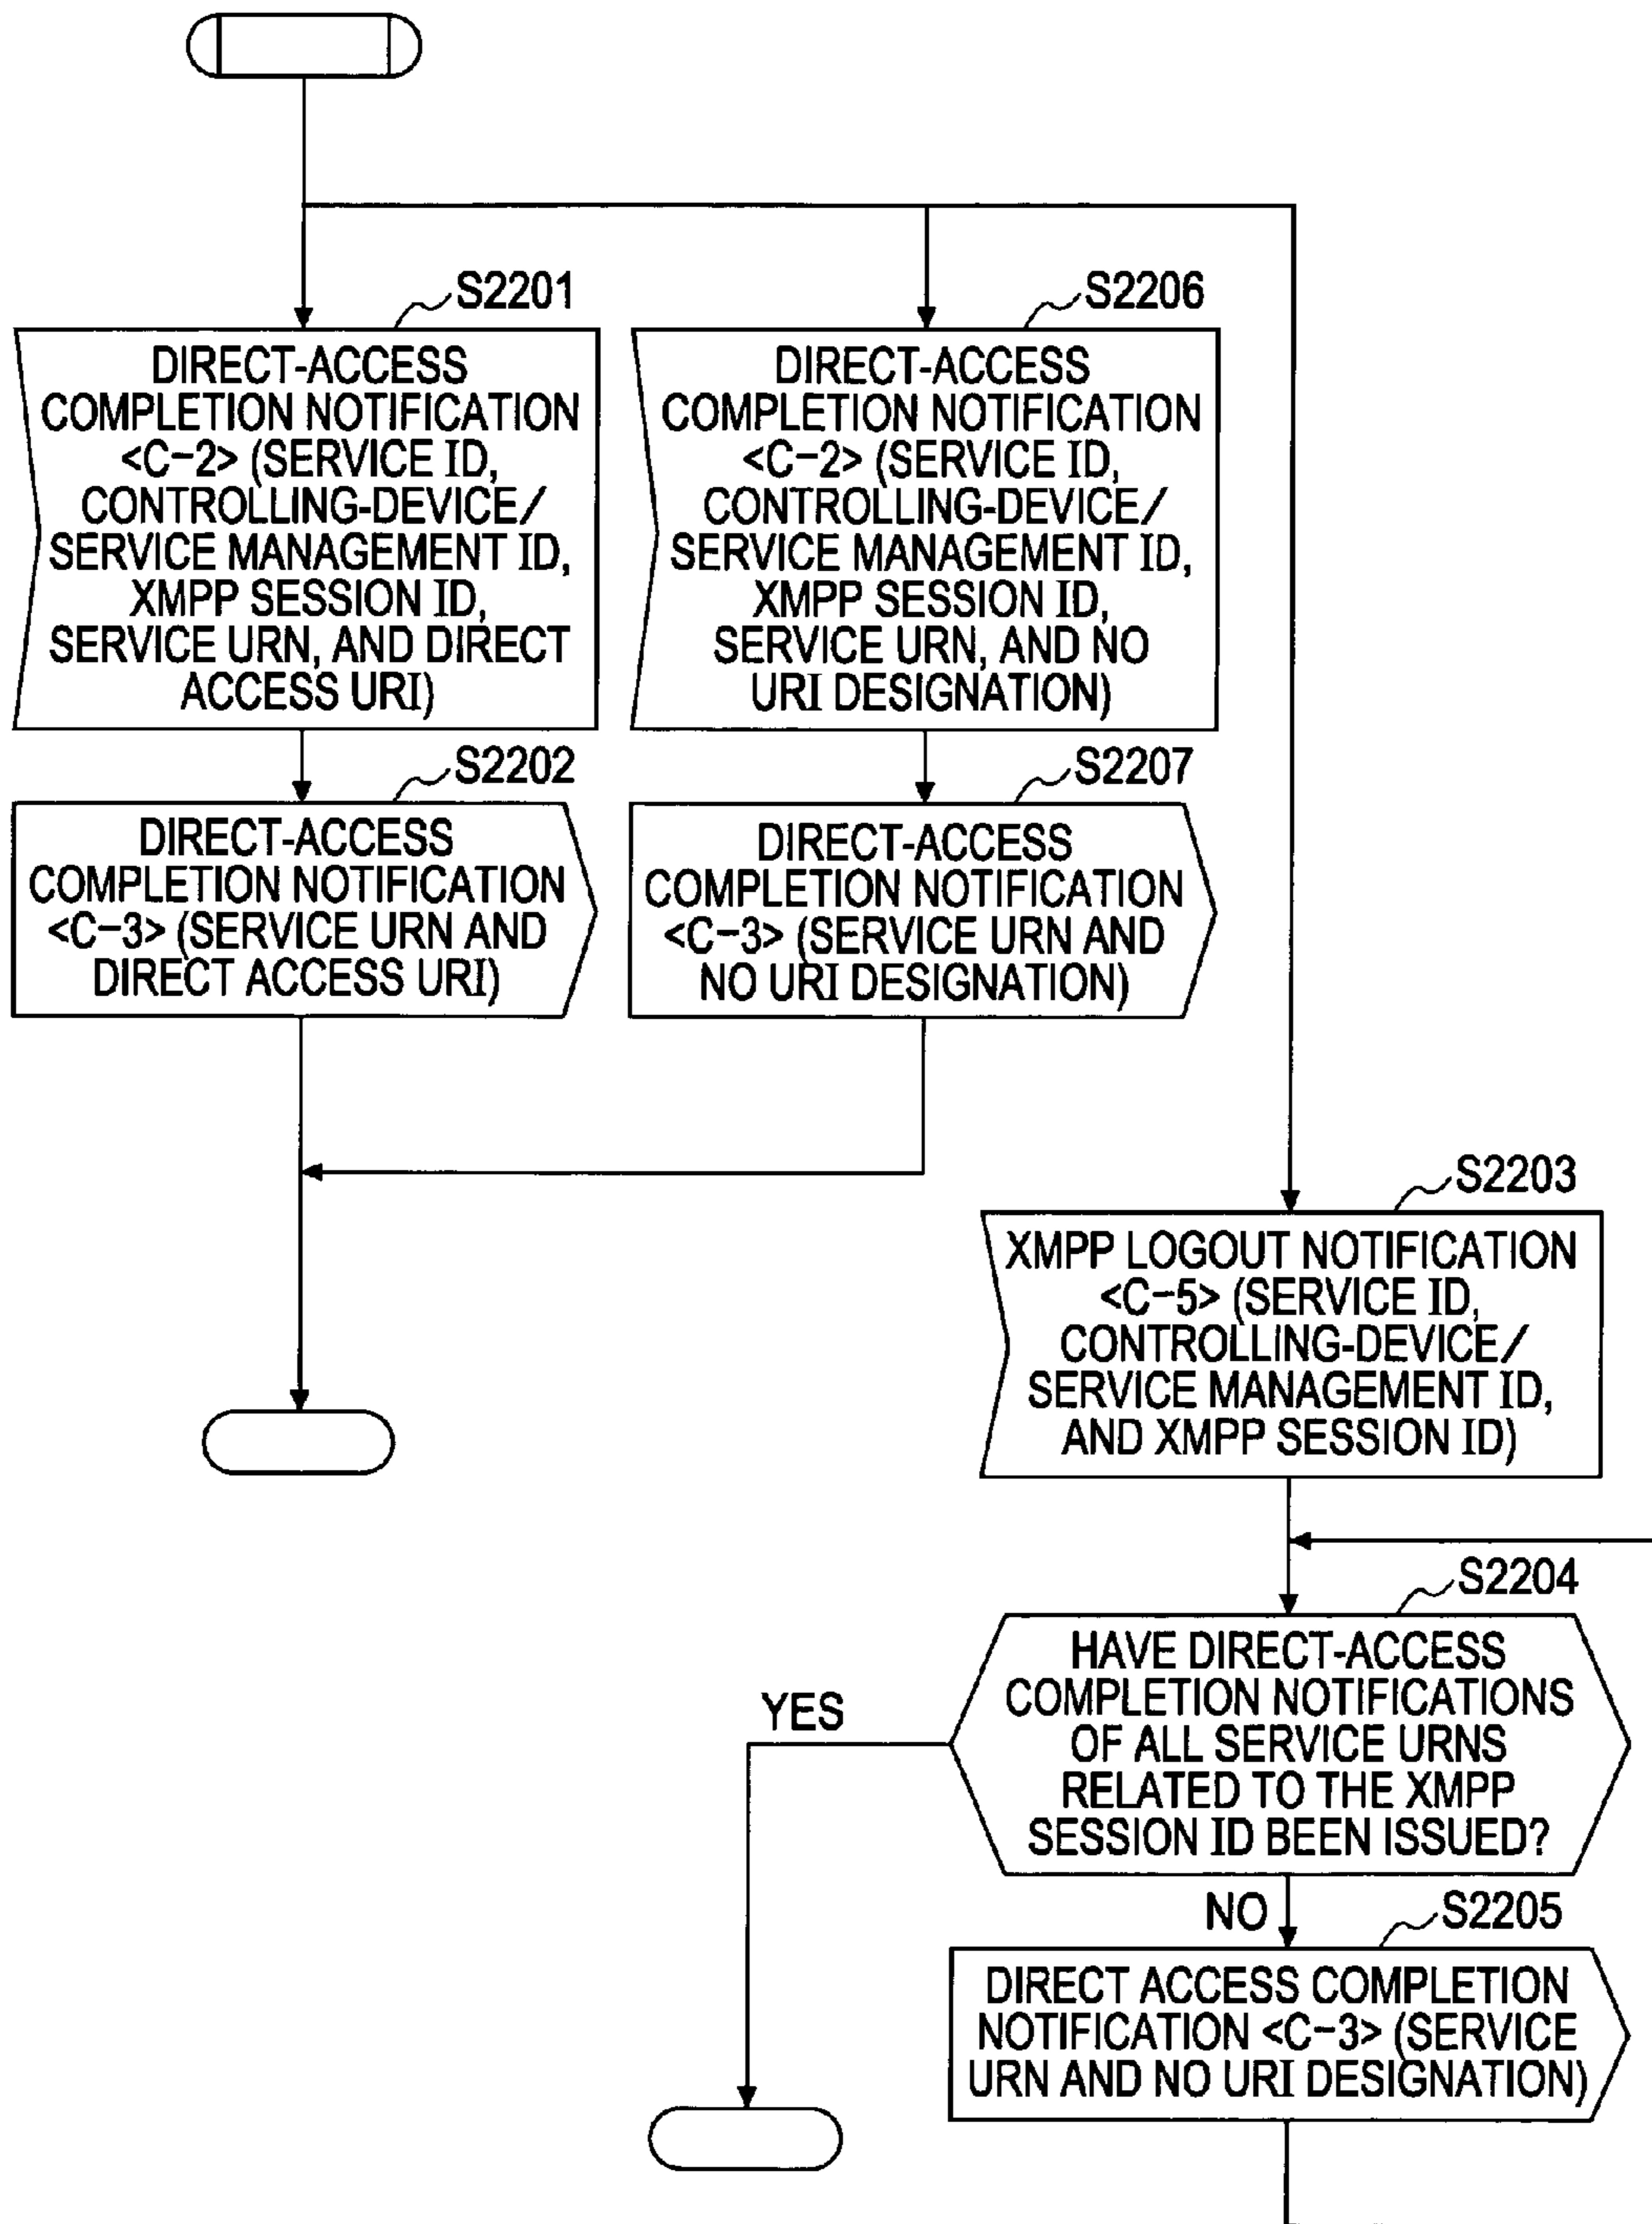 S2201
DIRECT-ACCESS
COMPLETION NOTIFICATION
<C-2> (SERVICE ID,
CONTROLLING-DEVICE/
SERVICE MANAGEMENT ID,
XMPP SESSION ID,
SERVICE URN, AND DIRECT
ACCESS URI)
S2206
DIRECT-ACCESS
COMPLETION NOTIFICATION
<C-2> (SERVICE ID,
CONTROLLING-DEVICE/
SERVICE MANAGEMENT ID,
XMPP SESSION ID,
SERVICE URN, AND NO
URI DESIGNATION)
S2202
DIRECT-ACCESS
COMPLETION NOTIFICATION
<C-3> (SERVICE URN AND
DIRECT ACCESS URI)
S2207
DIRECT-ACCESS
COMPLETION NOTIFICATION
<C-3> (SERVICE URN AND
NO URI DESIGNATION)
S2203
XMPP LOGOUT NOTIFICATION
<C-5> (SERVICE ID,
CONTROLLING-DEVICE/
SERVICE MANAGEMENT ID,
AND XMPP SESSION ID)
S2204
HAVE DIRECT-ACCESS
COMPLETION NOTIFICATIONS
OF ALL SERVICE URNS
RELATED TO THE XMPP
SESSION ID BEEN ISSUED?
YES
NO
S2205
DIRECT ACCESS COMPLETION
NOTIFICATION <C-3> (SERVICE
URN AND NO URI DESIGNATION)